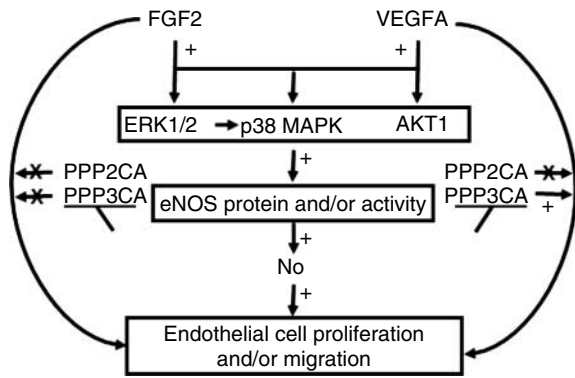 FGF2 VEGFA
+ +
ERK1/2 p38 MAPK AKT1
+
PPP2CA PPP2CA
PPP3CA eNOS protein and/or activity PPP3CA
+
+
No
+
Endothelial cell proliferation
and/or migration